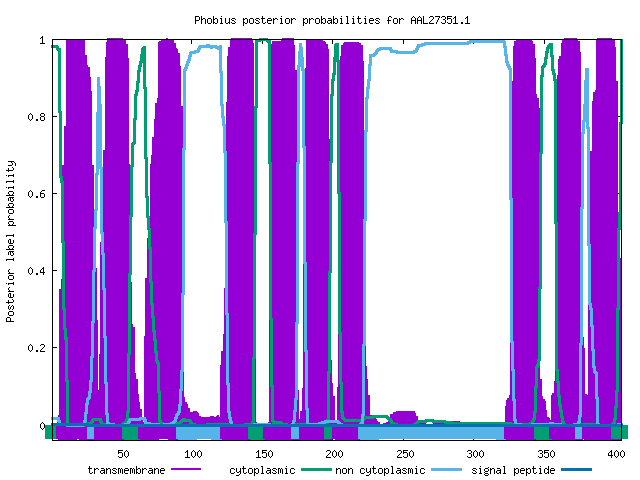 Phobius posterior probabilities for AAL27351.1
1
0.8
0.6
0.4
0.2
0
Posterior label probability
50 100 150 200 250 300 350 400
transmembrane cytoplasmic non cytoplasmic signal peptide